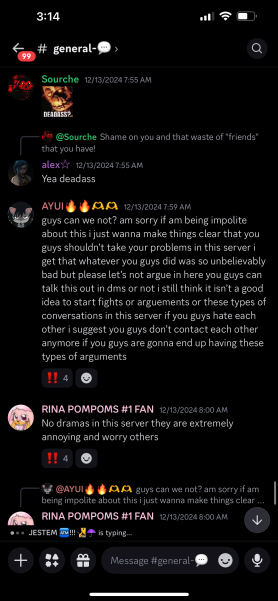 3:14
99
# general-💬 ›
Sourche 12/13/2024 7:55 AM
DEADASS?.
@Sourche Shame on you and that waste of "friends"
that you have!
alex☆ 12/13/2024 7:55 AM
Yea deadass
AYUI🔥🔥🫶🫶 12/13/2024 7:59 AM
guys can we not? am sorry if am being impolite
about this i just wanna make things clear that you
guys shouldn't take your problems in this server i
get that whatever you guys did was so unbelievably
bad but please let's not argue in here you guys can
talk this out in dms or not i still think it isn't a good
idea to start fights or arguements or these types of
conversations in this server if you guys hate each
other i suggest you guys don't contact each other
anymore if you guys are gonna end up having these
types of arguments
‼️ 4
RINA POMPOMS #1 FAN 12/13/2024 8:00 AM
No dramas in this server they are extremely
annoying and worry others
‼️ 4
@AYUI🔥🔥🫶🫶 guys can we not? am sorry if am
being impolite about this i just wanna make things clear ...
RINA POMPOMS #1 FAN 12/13/2024 8:00 AM
JESTEM 🏧!!! 💃☂️ is typing...
Message #general-💬